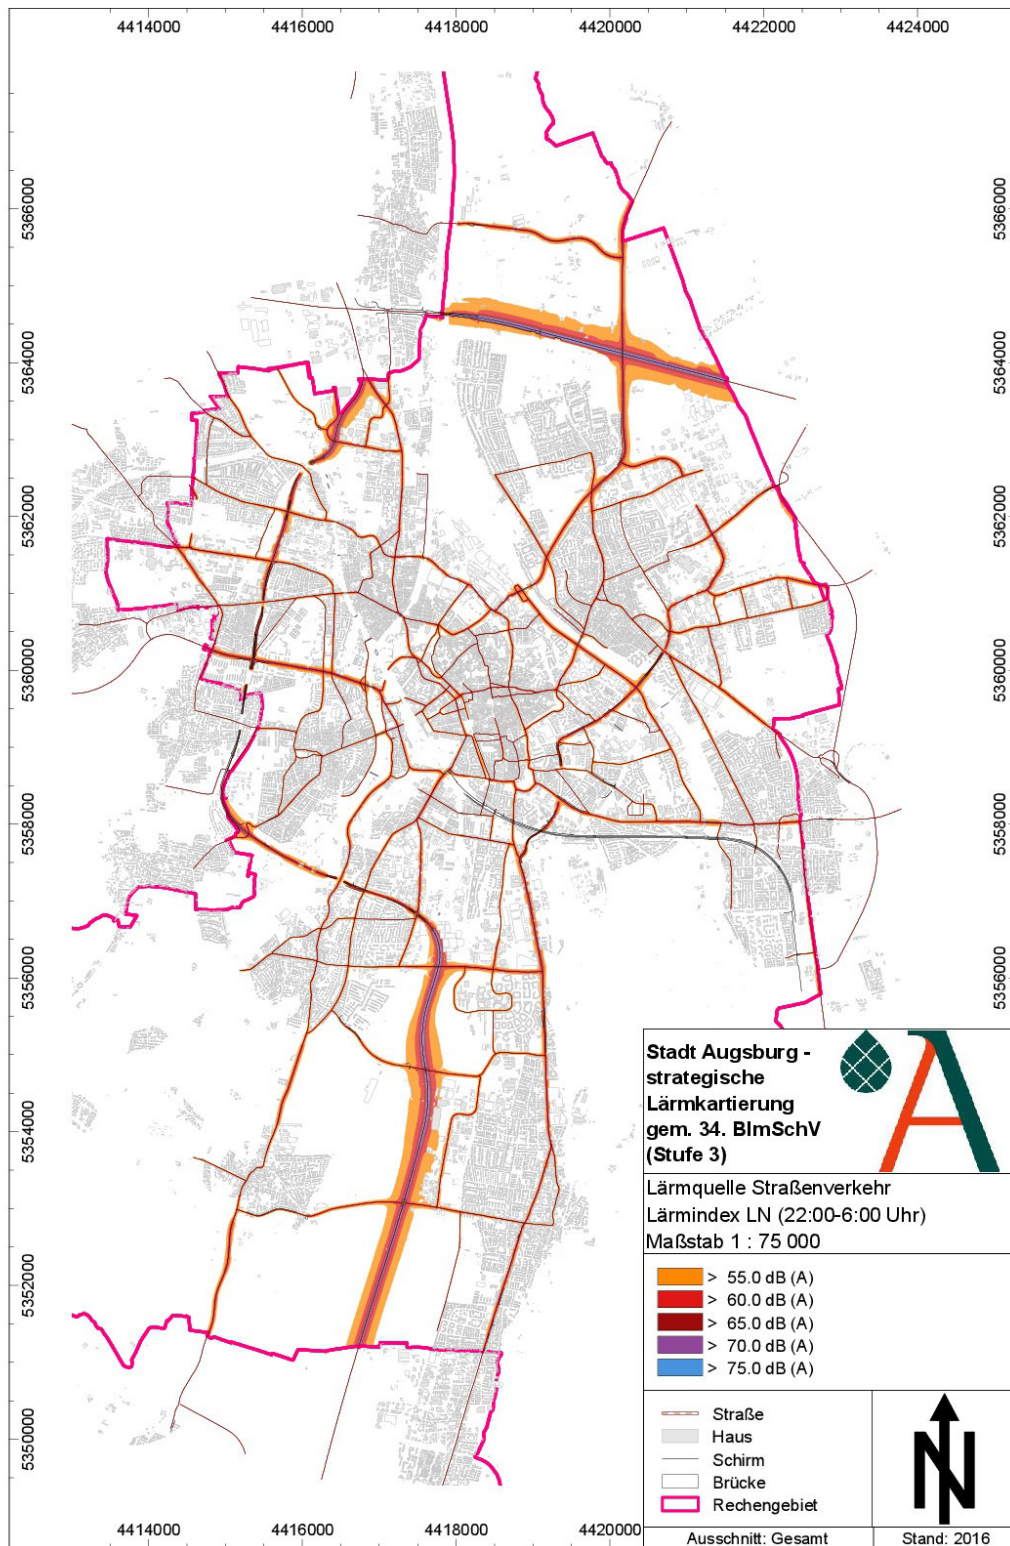 4414000 4416000 4418000 4420000 4422000 4424000
5366000
5366000
5364000
5364000
5362000
5362000
5360000
5360000
5358000
5358000
5356000
5356000
5354000
5352000
5350000
Stadt Augsburg -
strategische
Lärmkartierung
gem. 34. BImSchV
(Stufe 3)
A
Lärmquelle Straßenverkehr
Lärmindex LN (22:00-6:00 Uhr)
Maßstab 1 : 75 000
> 55.0 dB (A)
> 60.0 dB (A)
> 65.0 dB (A)
> 70.0 dB (A)
> 75.0 dB (A)
Straße
Haus
Schirm
Brücke
Rechengebiet
N
Ausschnitt: Gesamt
Stand: 2016
4414000 4416000 4418000 4420000